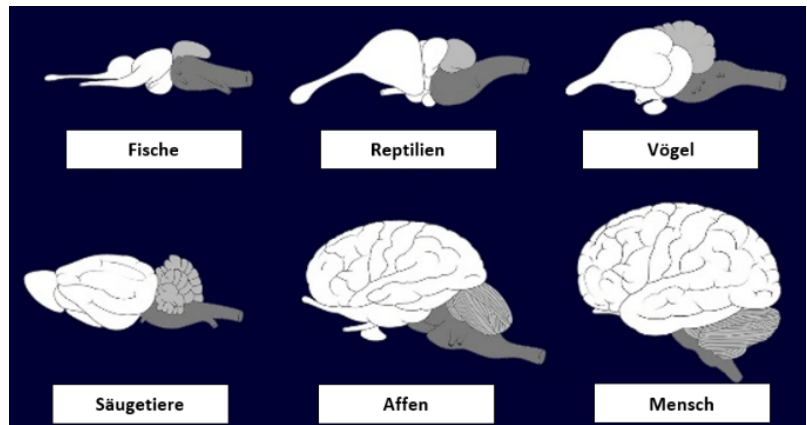 Fische
Reptilien
Vögel
Säugetiere
Affen
Mensch